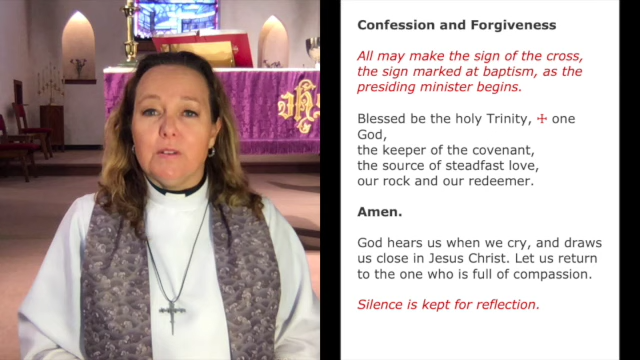 Confession and Forgiveness
All may make the sign of the cross,
the sign marked at baptism, as the
presiding minister begins.
Blessed be the holy Trinity, ☩ one
God,
the keeper of the covenant,
the source of steadfast love,
our rock and our redeemer.
Amen.
God hears us when we cry, and draws
us close in Jesus Christ. Let us return
to the one who is full of compassion.
Silence is kept for reflection.